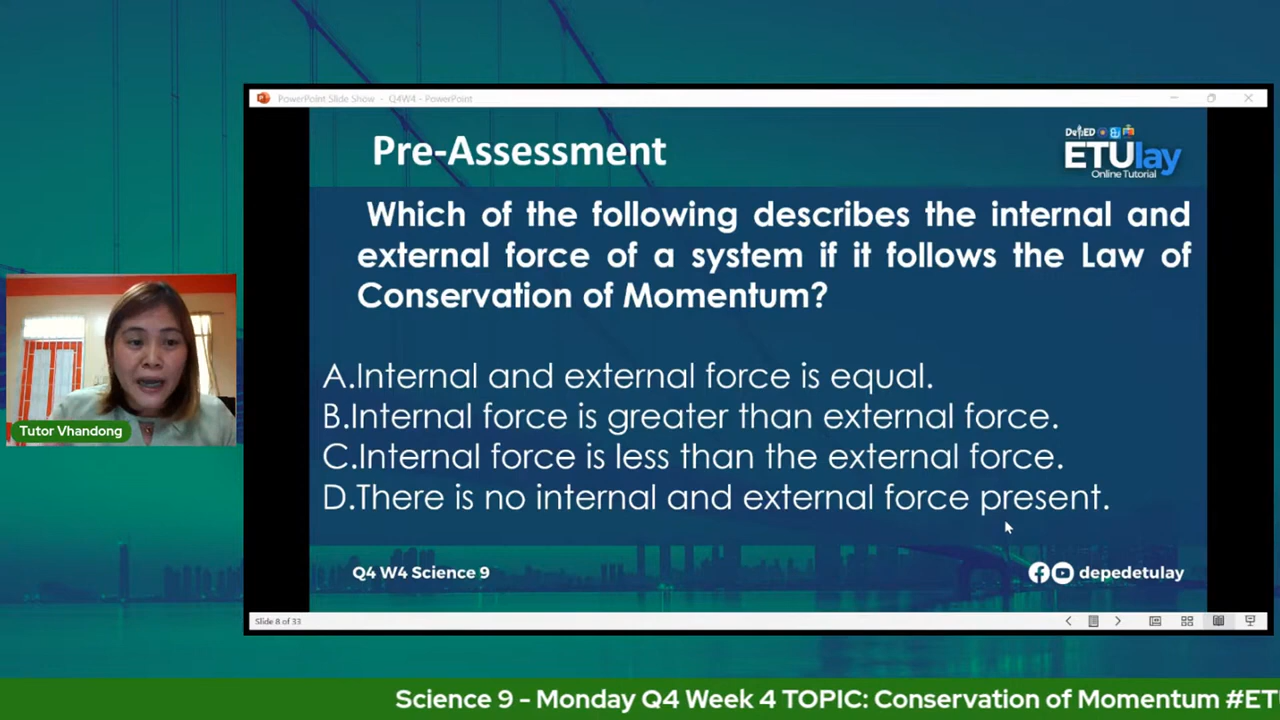 PowerPoint Slide Show - Q4W4 - PowerPoint
Pre-Assessment
DepED
ETUlay
Online Tutorial
Which of the following describes the internal and
external force of a system if it follows the Law of
Conservation of Momentum?
A.Internal and external force is equal.
B.Internal force is greater than external force.
C.Internal force is less than the external force.
D.There is no internal and external force present.
Tutor Vhandong
Q4 W4 Science 9
depedetulay
Slide 8 of 33
Science 9 - Monday Q4 Week 4 TOPIC: Conservation of Momentum #ET